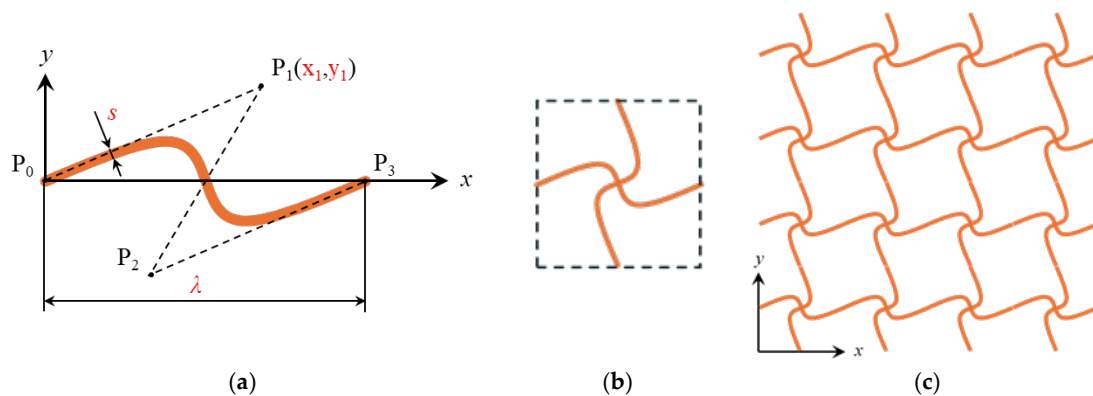 y
P₁(x₁,y₁)
s
P₀
P₃
x
P₂
λ
y
x
(a)
(b)
(c)